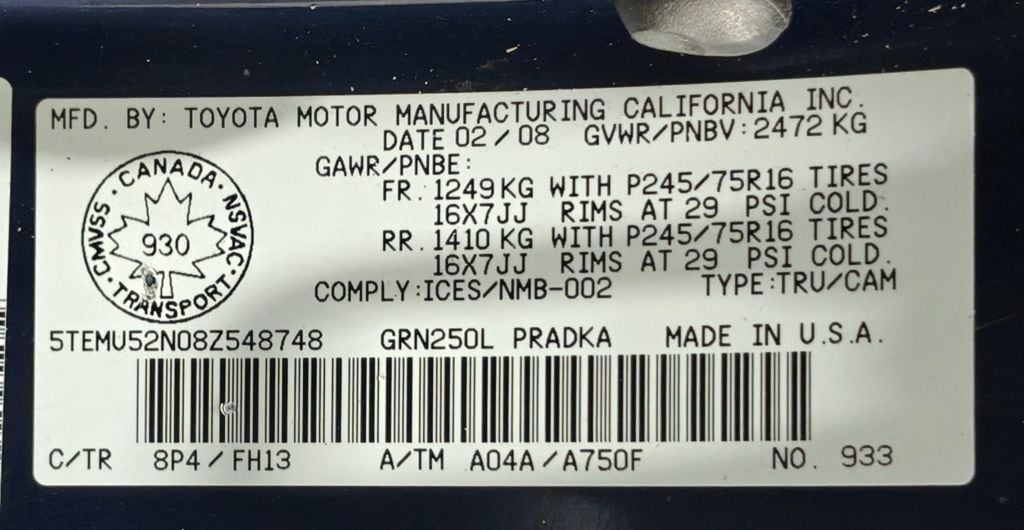 MFD. BY: TOYOTA MOTOR MANUFACTURING CALIFORNIA INC.
DATE 02/08 GVWR/PNBV: 2472 KG
GAWR/PNBE:
FR. 1249 KG WITH P245/75R16 TIRES
16X7JJ RIMS AT 29 PSI COLD.
RR. 1410 KG WITH P245/75R16 TIRES
16X7JJ RIMS AT 29 PSI COLD.
COMPLY:ICES/NMB-002 TYPE:TRU/CAM
CANADA · NSVAC · TRANSPORT · CMVSS ·
930
5TEMU52N08Z548748 GRN250L PRADKA MADE IN U.S.A.
C/TR 8P4/FH13 A/TM A04A/A750F NO. 933